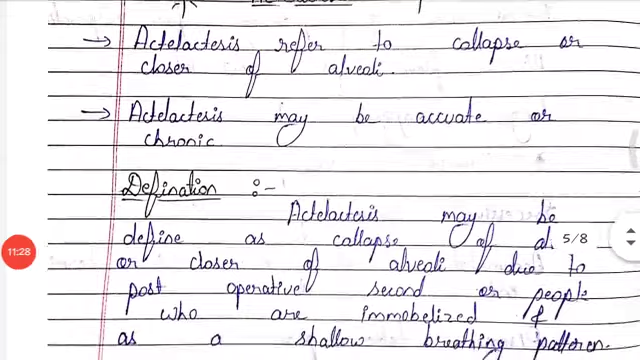 → Actelactesis refer to collapse or
closer of alveoli.
→ Actelactesis may be accuate or
chronic
Defination :-
Actelactesis may be
define as collapse of al. 5/8
11:28
or closer of alveoli due to
post operative second or people
who are immobelized &
as a shallow breathing patteren.